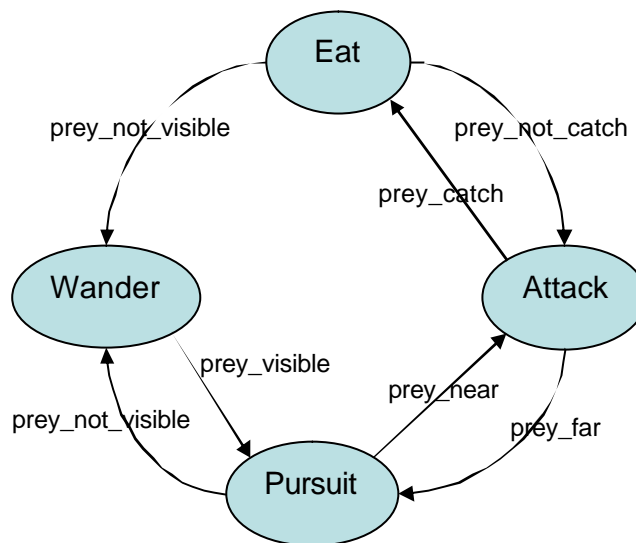 Eat
prey_not_visible
prey_not_catch
prey_catch
Wander
Attack
prey_visible
prey_near
prey_not_visible
prey_far
Pursuit